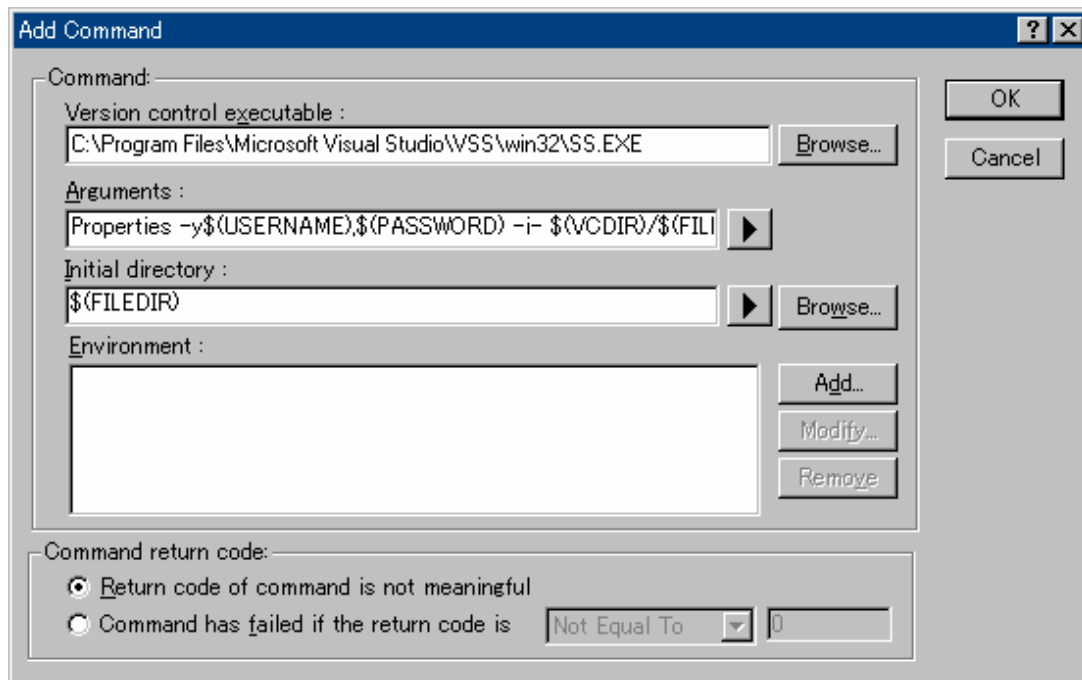 Add Command
Command:
Version control executable :
C:\Program Files\Microsoft Visual Studio\VSS\win32\SS.EXE
Browse...
OK
Cancel
Arguments :
Properties -y$(USERNAME),$(PASSWORD) -i- $(VCDIR)/$(FIL
Initial directory :
$(FILEDIR)
Browse...
Environment :
Add...
Modify...
Remove
Command return code:
Return code of command is not meaningful
Command has failed if the return code is
Not Equal To
0